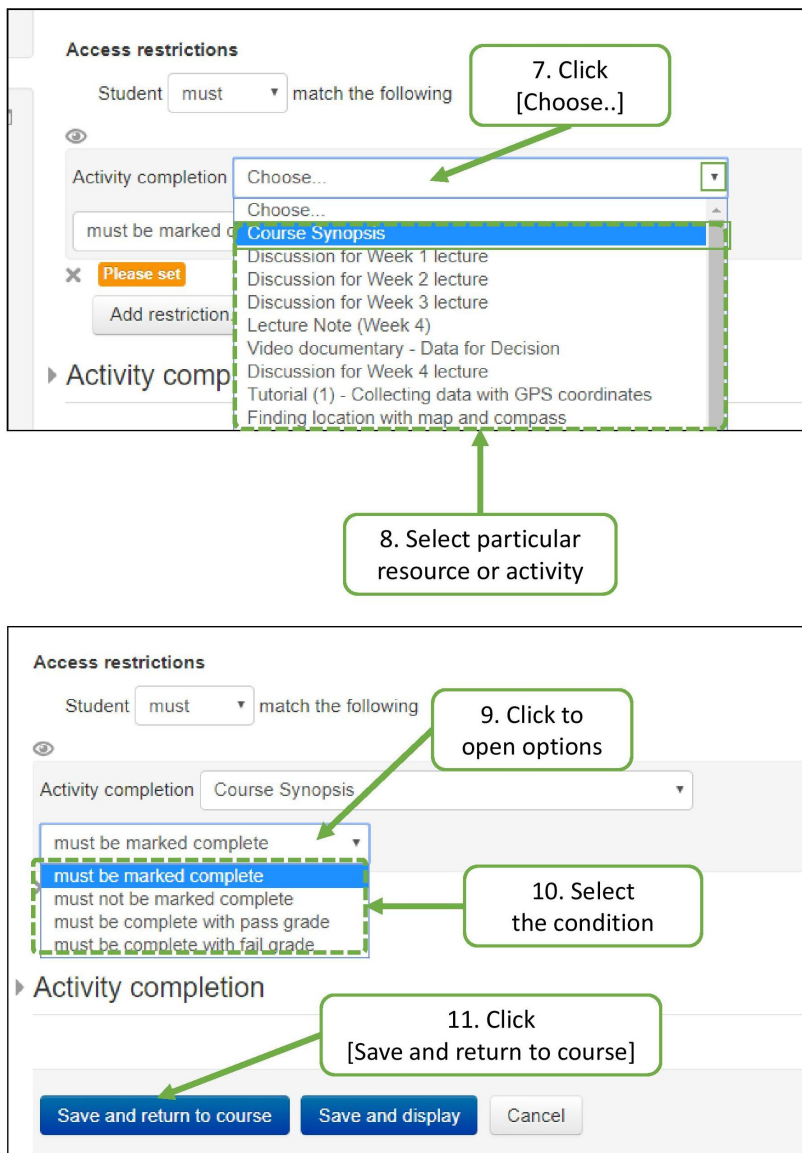 Access restrictions
Student must match the following
7. Click
[Choose..]
Activity completion Choose...
Choose...
must be marked c
Course Synopsis
Discussion for Week 1 lecture
Please set
Discussion for Week 2 lecture
Discussion for Week 3 lecture
Add restriction.
Lecture Note (Week 4)
Video documentary - Data for Decision
Activity comp
Discussion for Week 4 lecture
Tutorial (1) - Collecting data with GPS coordinates
Finding location with map and compass
8. Select particular
resource or activity
Access restrictions
Student must match the following
9. Click to
open options
Activity completion Course Synopsis
must be marked complete
must be marked complete
must not be marked complete
must be complete with pass grade
must be complete with fail grade
10. Select
the condition
Activity completion
11. Click
[Save and return to course]
Save and return to course Save and display Cancel